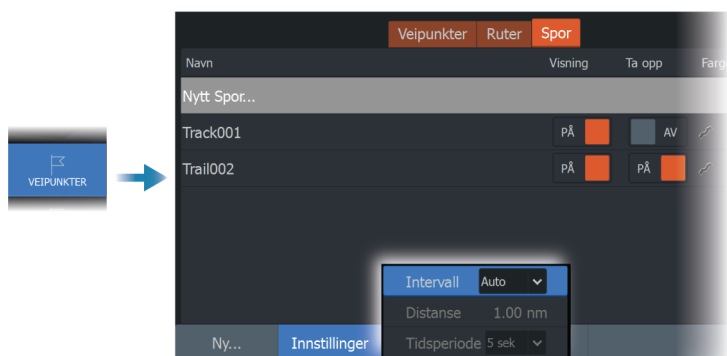 Veipunkter Ruter Spor
Navn Visning Ta opp Farg
Nytt Spor...
Track001 PÅ AV
Trail002 PÅ PÅ
VEIPUNKTER
Intervall Auto
Distanse 1.00 nm
Ny... Innstillinger Tidsperiode 5 sek